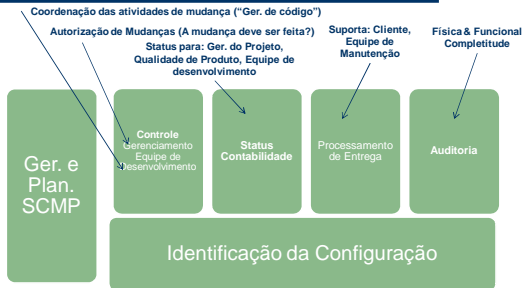 Coordenação das atividades de mudança (“Ger. de código”)
Autorização de Mudanças (A mudança deve ser feita?)
Status para: Ger. do Projeto,
Qualidade de Produto, Equipe de
desenvolvimento
Suporta: Cliente,
Equipe de
Manutenção
Física & Funcional
Completitude
Ger. e
Plan.
SCMP
Controle
Gerenciamento
Equipe de
Desenvolvimento
Status
Contabilidade
Processamento
de Entrega
Auditoria
Identificação da Configuração